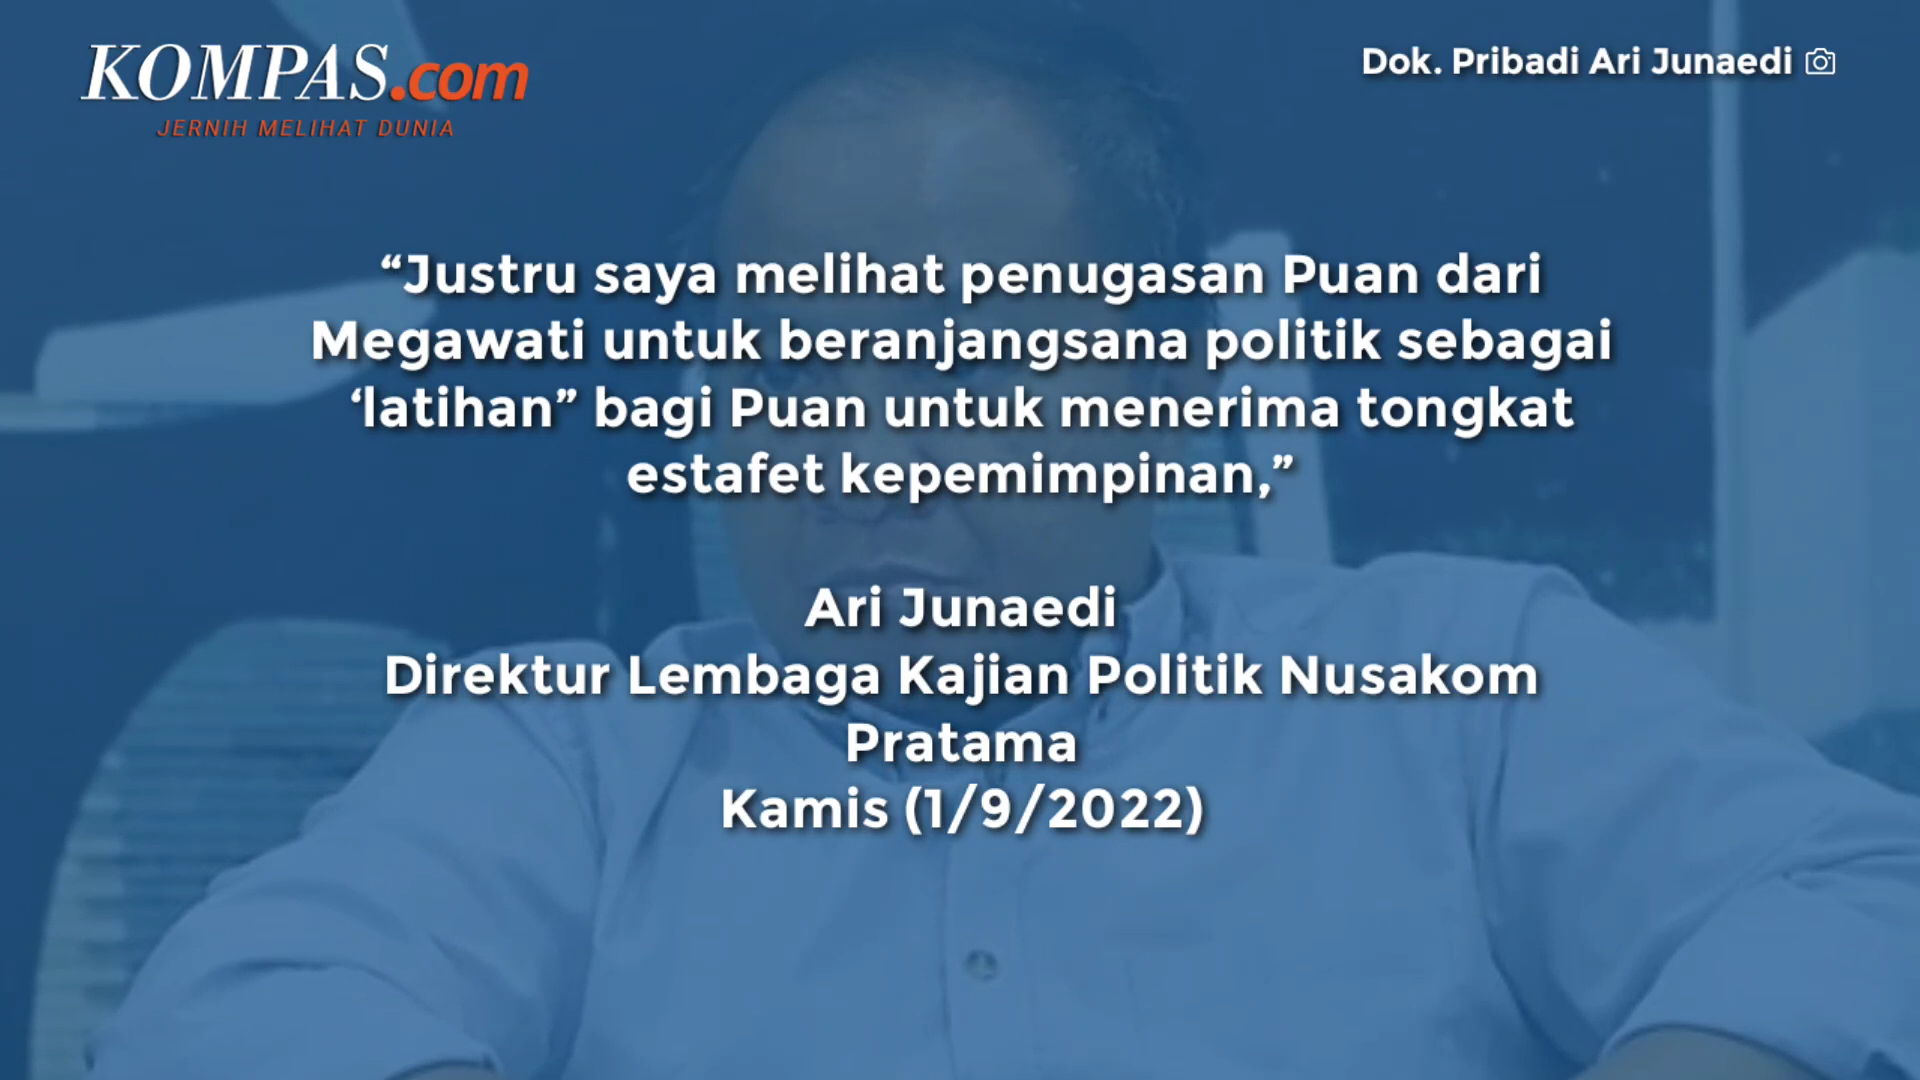 KOMPAS.com
JERNIH MELIHAT DUNIA
Dok. Pribadi Ari Junaedi
“Justru saya melihat penugasan Puan dari
Megawati untuk beranjangsana politik sebagai
‘latihan” bagi Puan untuk menerima tongkat
estafet kepemimpinan,”
Ari Junaedi
Direktur Lembaga Kajian Politik Nusakom
Pratama
Kamis (1/9/2022)